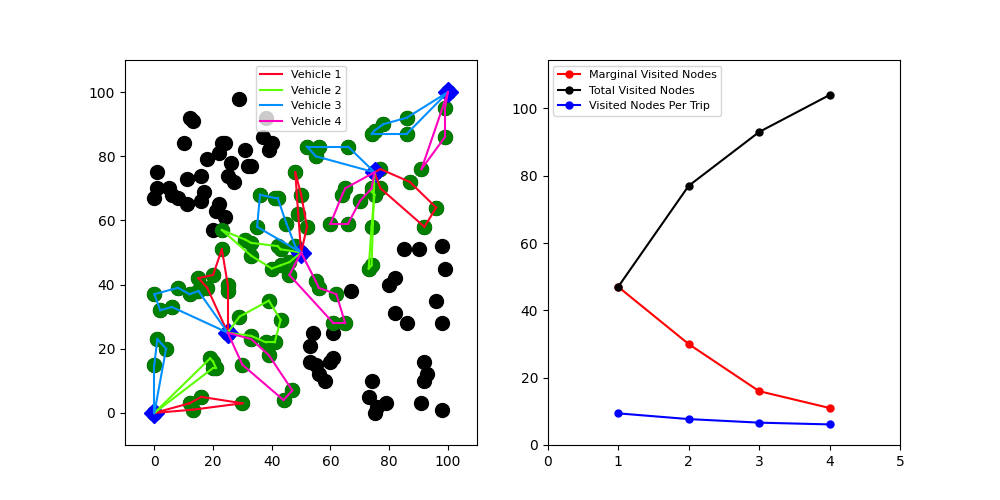 Vehicle 1
Vehicle 2
Vehicle 3
Vehicle 4
100
80
60
40
20
0
0 20 40 60 80 100
Marginal Visited Nodes
Total Visited Nodes
Visited Nodes Per Trip
100
80
60
40
20
0
0 1 2 3 4 5